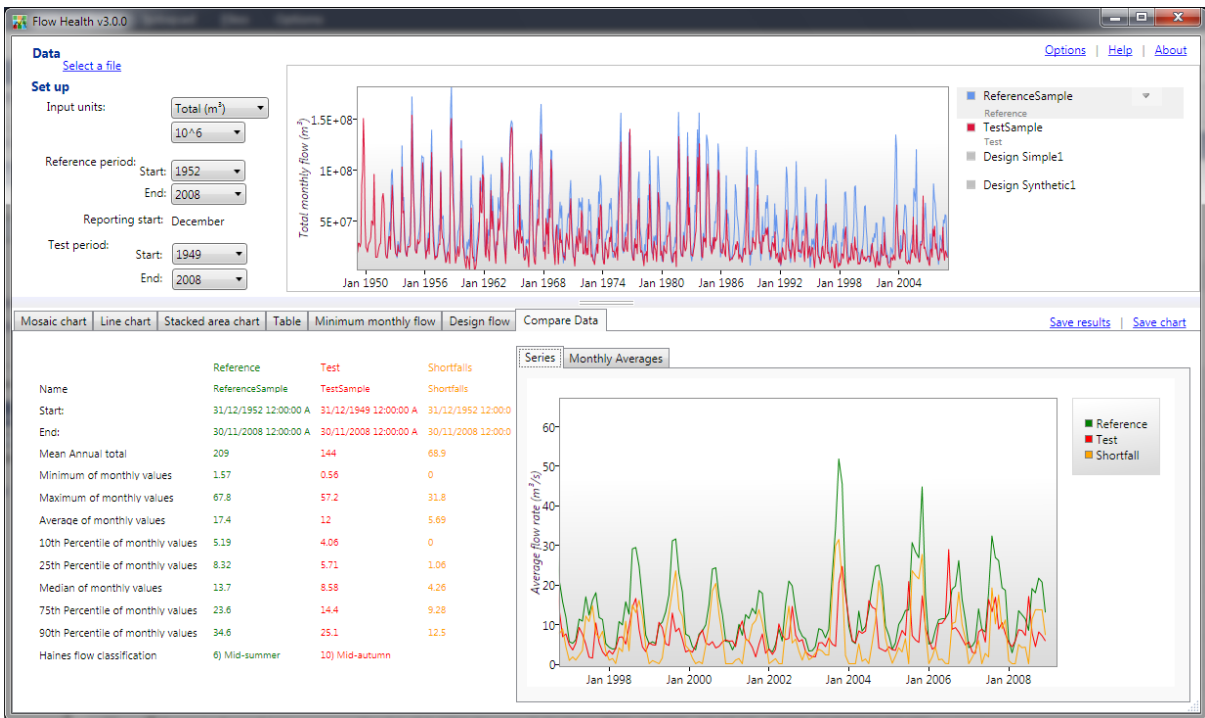 Flow Health v3.0.0
Options | Help | About
Data
Select a file
Set up
Input units: Total (m³)
10^6
Reference period:
Start: 1952
End: 2008
Reporting start: December
Test period:
Start: 1949
End: 2008
Total monthly flow (m³)
1.5E+08
1E+08
5E+07
Jan 1950 Jan 1956 Jan 1962 Jan 1968 Jan 1974 Jan 1980 Jan 1986 Jan 1992 Jan 1998 Jan 2004
ReferenceSample
Reference
TestSample
Test
Design Simple1
Design Synthetic1
Mosaic chart Line chart Stacked area chart Table Minimum monthly flow Design flow Compare Data
Save results | Save chart
Reference Test Shortfalls
Name ReferenceSample TestSample Shortfalls
Start: 31/12/1952 12:00:00 A 31/12/1949 12:00:00 A 31/12/1952 12:00:0
End: 30/11/2008 12:00:00 A 30/11/2008 12:00:00 A 30/11/2008 12:00:0
Mean Annual total 209 144 68.9
Minimum of monthly values 1.57 0.56 0
Maximum of monthly values 67.8 57.2 31.8
Average of monthly values 17.4 12 5.69
10th Percentile of monthly values 5.19 4.06 0
25th Percentile of monthly values 8.32 5.71 1.06
Median of monthly values 13.7 8.58 4.26
75th Percentile of monthly values 23.6 14.4 9.28
90th Percentile of monthly values 34.6 25.1 12.5
Haines flow classification 6) Mid-summer 10) Mid-autumn
Series Monthly Averages
Average flow rate (m³/s)
60
50
40
30
20
10
0
Jan 1998 Jan 2000 Jan 2002 Jan 2004 Jan 2006 Jan 2008
Reference
Test
Shortfall